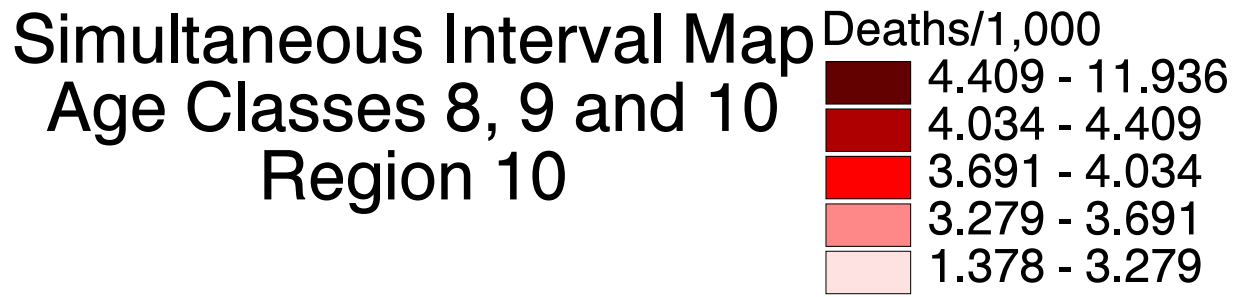 Simultaneous Interval Map
Age Classes 8, 9 and 10
Region 10
Deaths/1,000
4.409 - 11.936
4.034 - 4.409
3.691 - 4.034
3.279 - 3.691
1.378 - 3.279